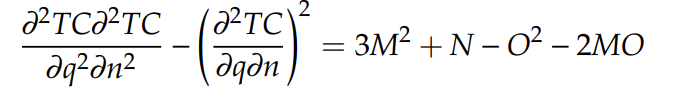 ∂²TC∂²TC/∂q²∂n² − (∂²TC/∂q∂n)² = 3M² + N − O² − 2MO